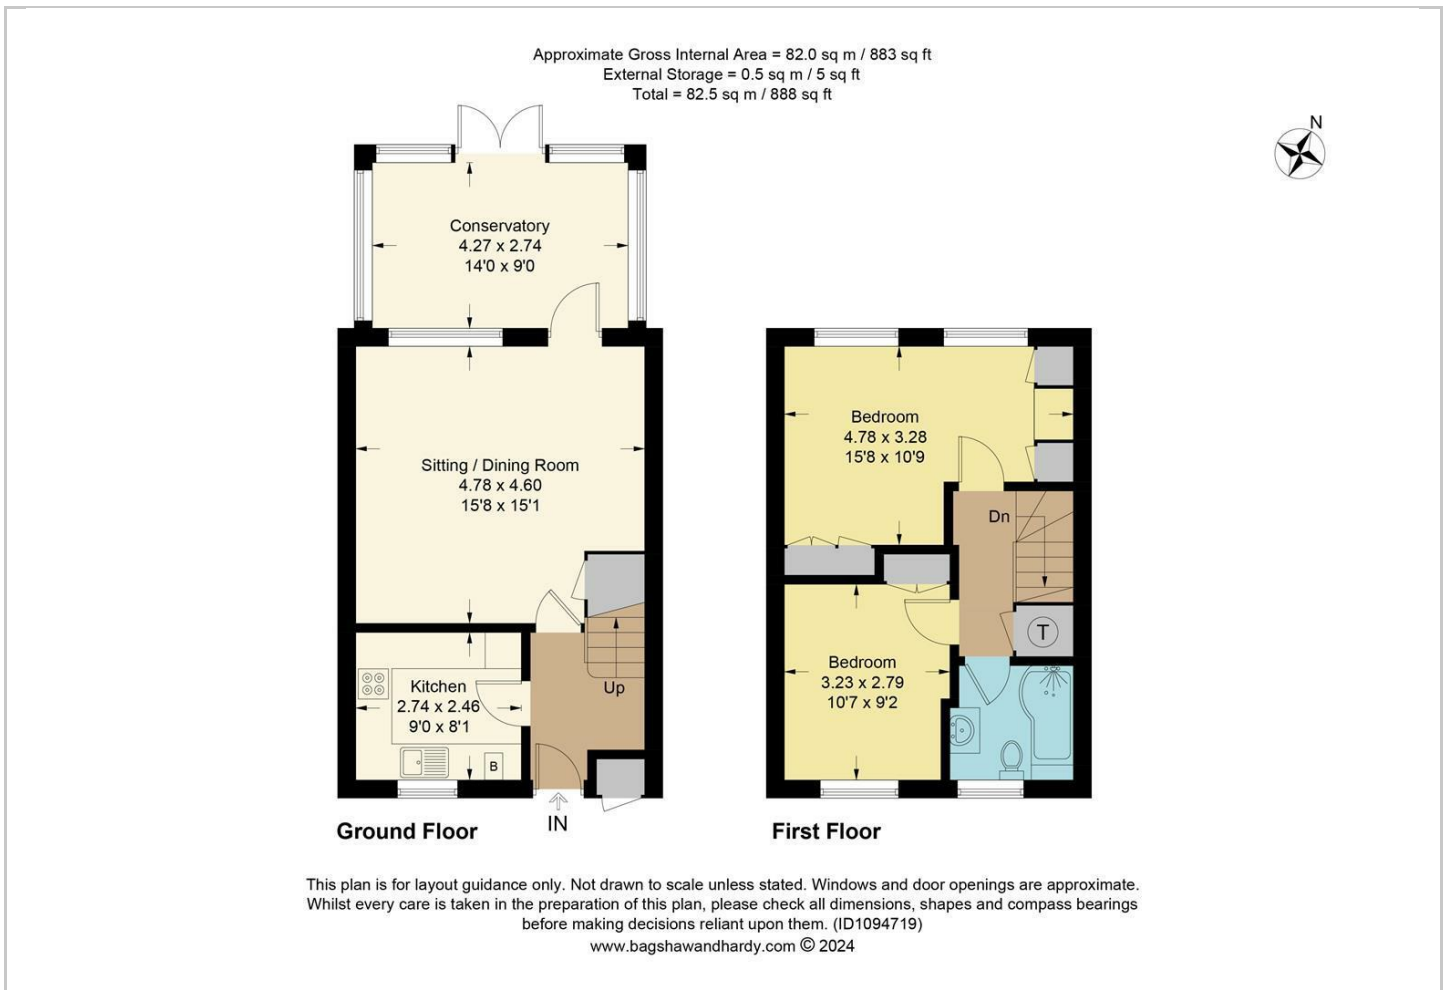 Approximate Gross Internal Area = 82.0 sq m / 883 sq ft
External Storage = 0.5 sq m / 5 sq ft
Total = 82.5 sq m / 888 sq ft
N
Conservatory
4.27 x 2.74
14'0 x 9'0
Sitting / Dining Room
4.78 x 4.60
15'8 x 15'1
Kitchen
2.74 x 2.46
9'0 x 8'1
B
Up
IN
Ground Floor
Bedroom
4.78 x 3.28
15'8 x 10'9
Dn
T
Bedroom
3.23 x 2.79
10'7 x 9'2
First Floor
This plan is for layout guidance only. Not drawn to scale unless stated. Windows and door openings are approximate.
Whilst every care is taken in the preparation of this plan, please check all dimensions, shapes and compass bearings
before making decisions reliant upon them. (ID1094719)
www.bagshawandhardy.com © 2024